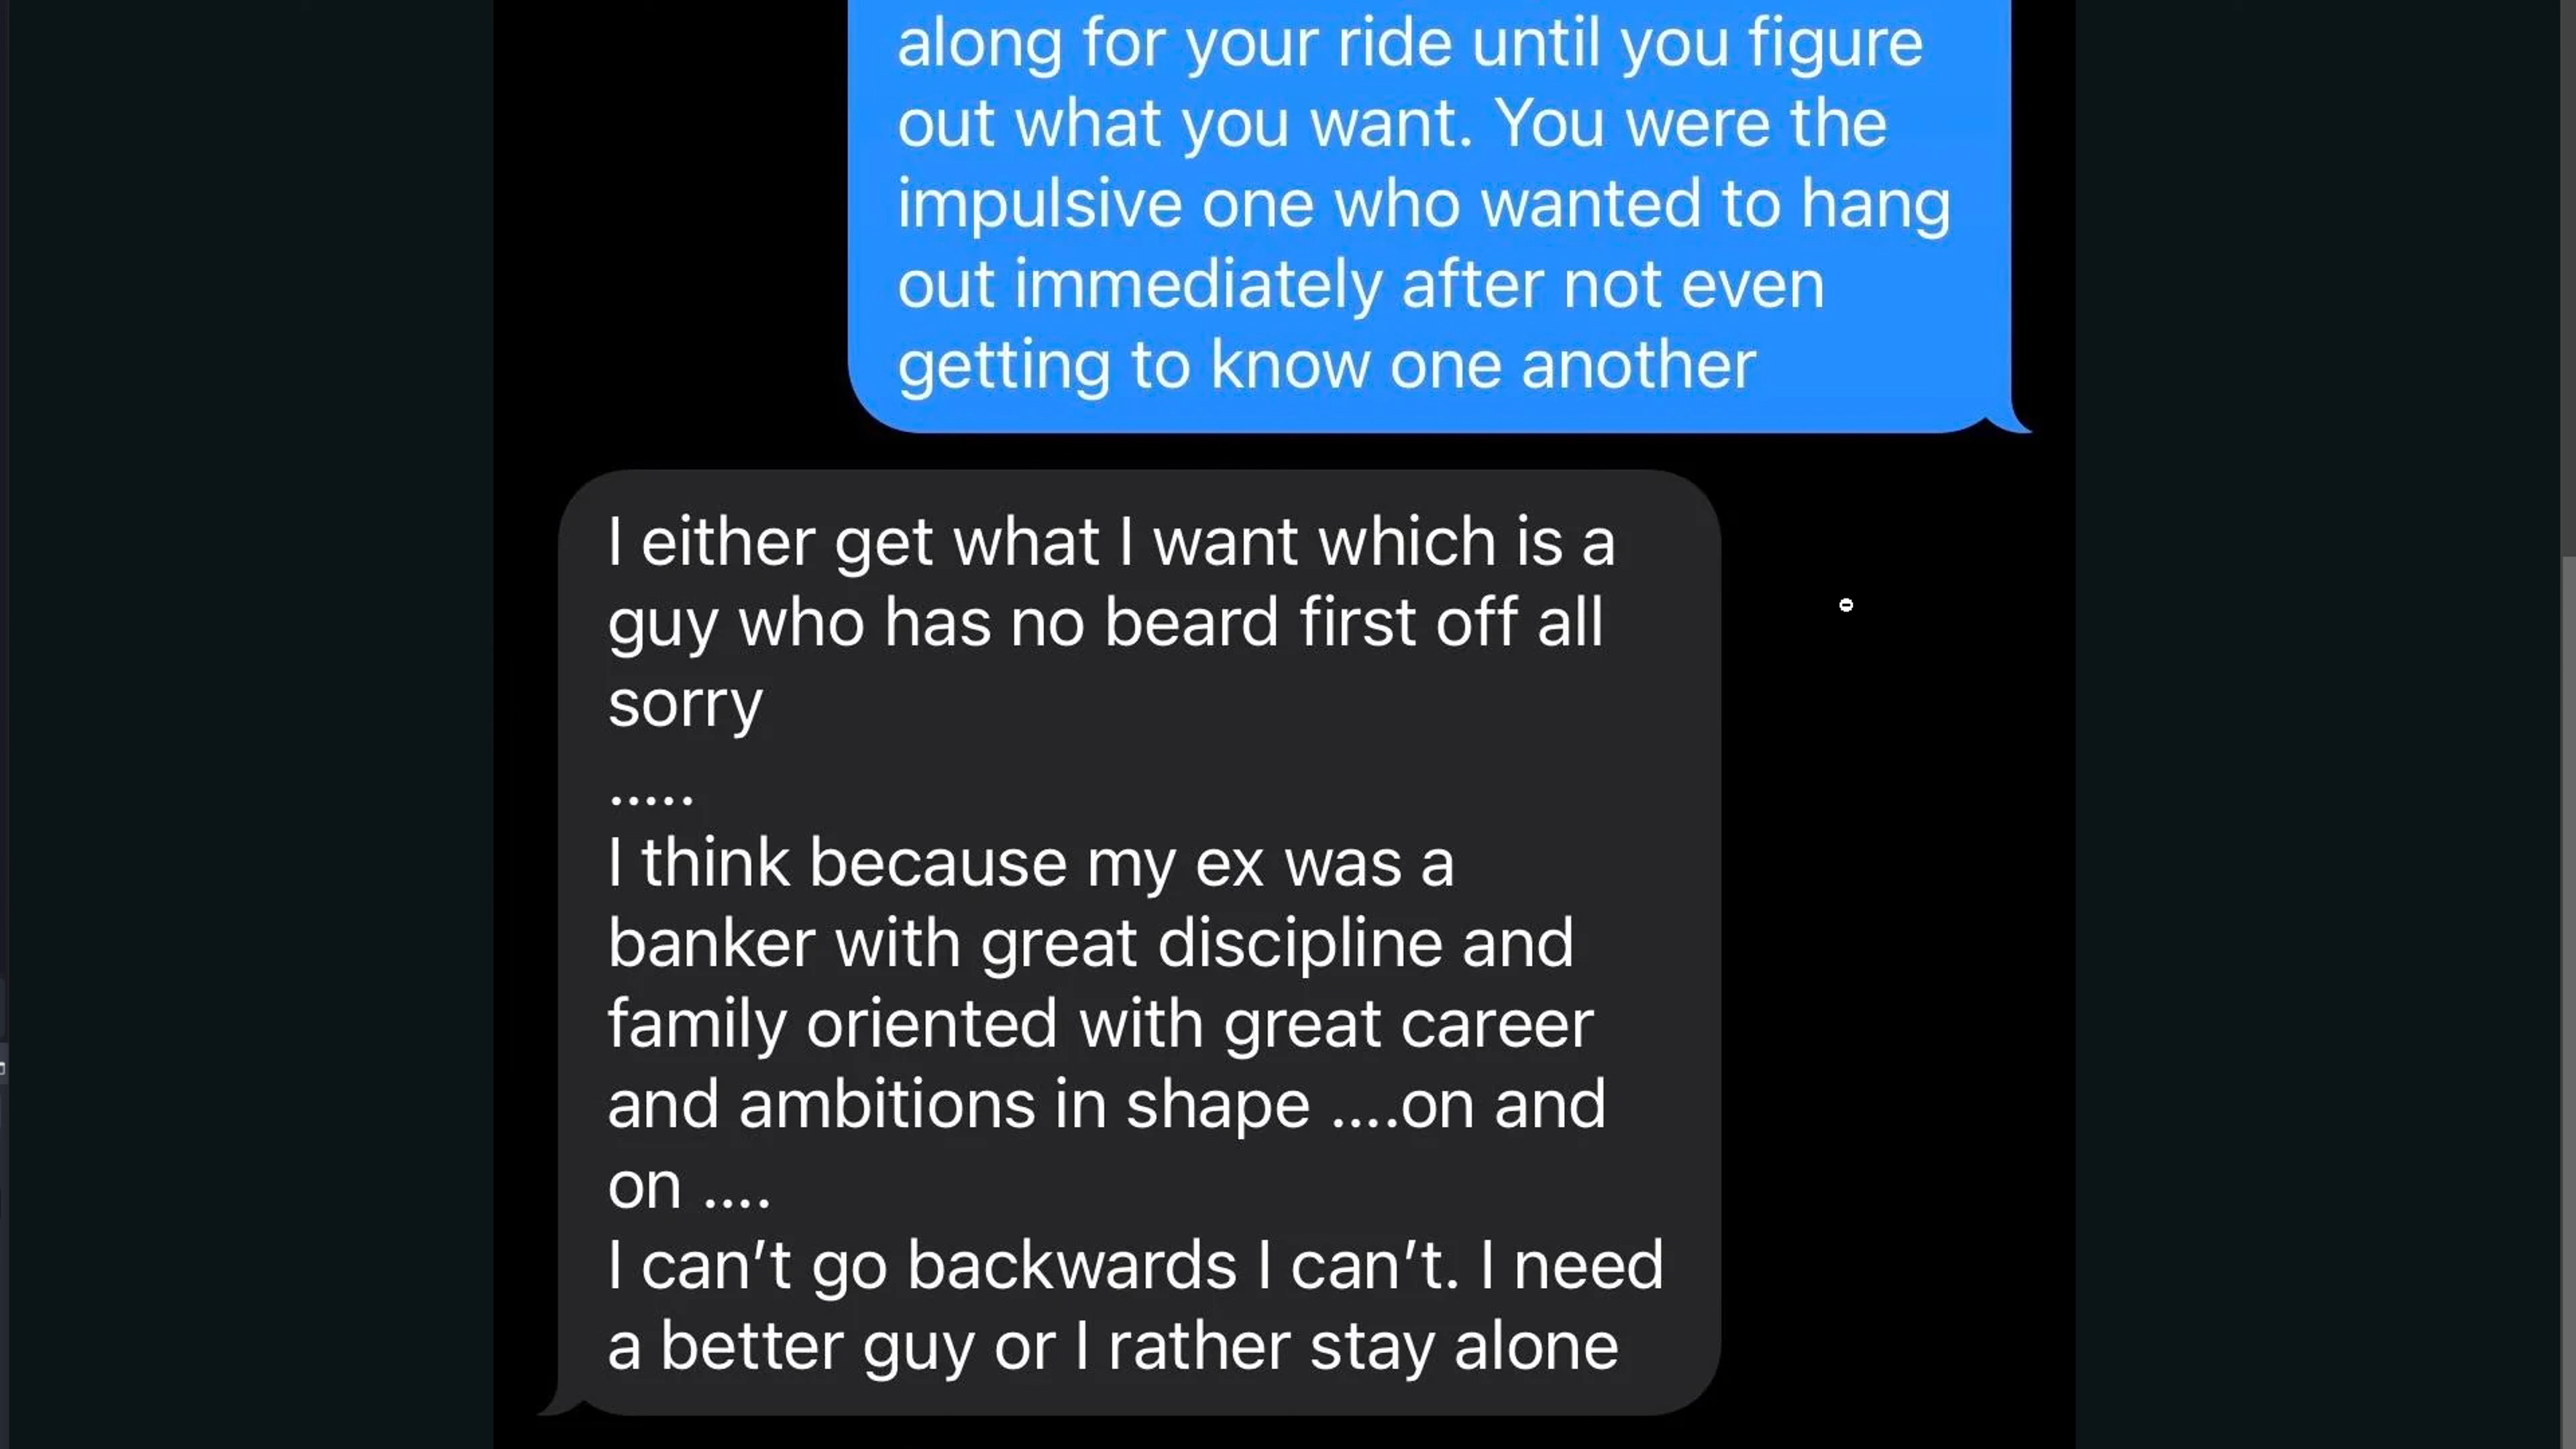 along for your ride until you figure
out what you want. You were the
impulsive one who wanted to hang
out immediately after not even
getting to know one another
I either get what I want which is a
guy who has no beard first off all
sorry
.....
I think because my ex was a
banker with great discipline and
family oriented with great career
and ambitions in shape ....on and
on ....
I can’t go backwards I can’t. I need
a better guy or I rather stay alone